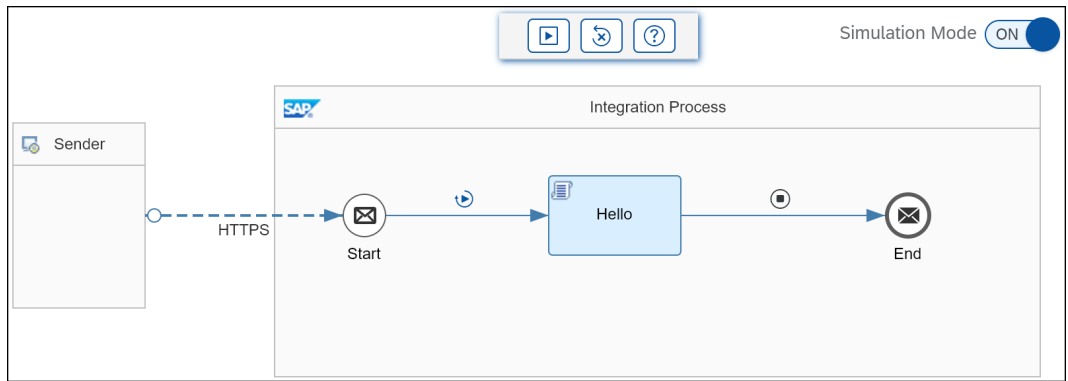 Simulation Mode
ON
SAP
Integration Process
Sender
HTTPS
Start
Hello
End